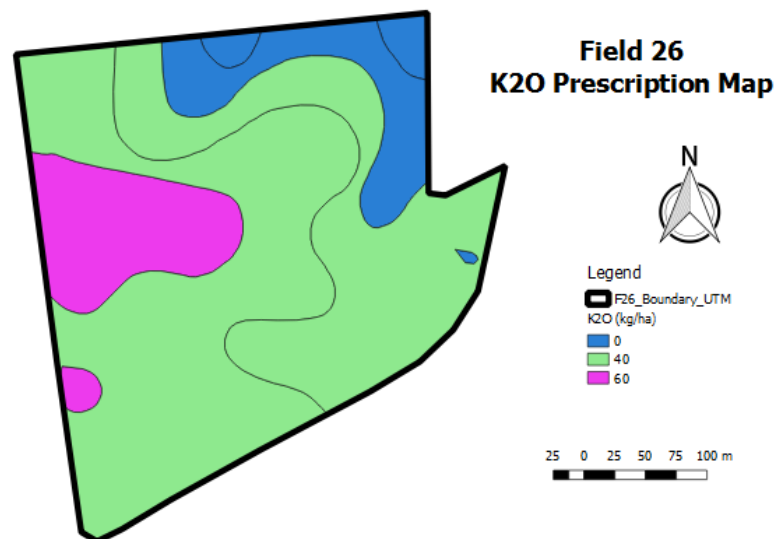 Field 26
K2O Prescription Map
N
Legend
F26_Boundary_UTM
K2O (kg/ha)
0
40
60
25 0 25 50 75 100 m